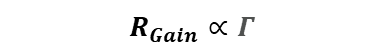 R_Gain ∝ Γ